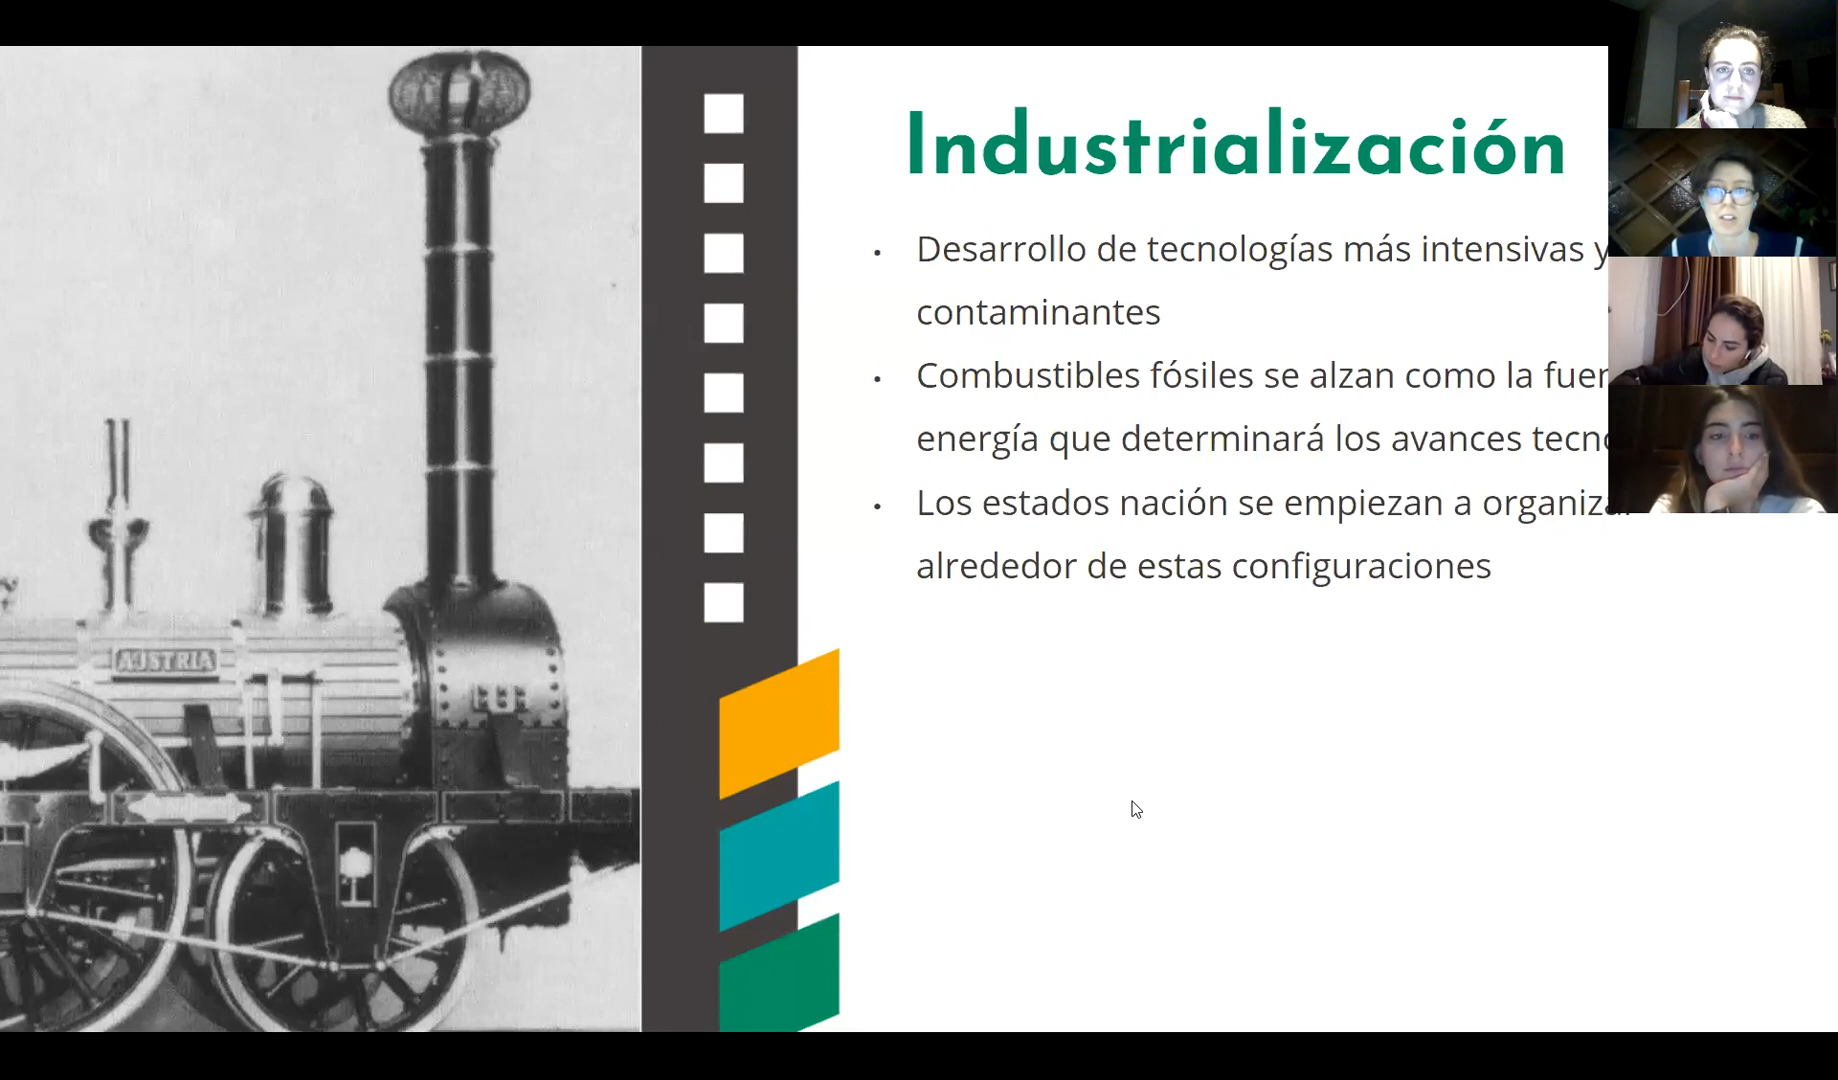 Industrialización
Desarrollo de tecnologías más intensivas y
contaminantes
Combustibles fósiles se alzan como la
energía que determinará los avances
Los estados nación se empiezan a
alrededor de estas configuraciones
AUSTRIA